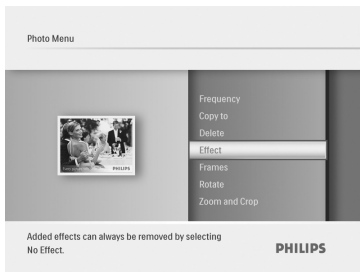 Photo Menu
Frequency
Copy to
Delete
Effect
Frames
Rotate
Zoom and Crop
PHILIPS
Added effects can always be removed by selecting
No Effect.
PHILIPS